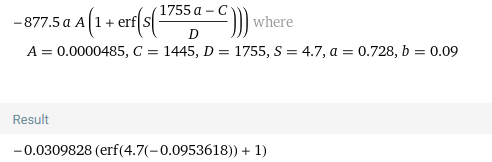 −877.5 a A (1 + erf(S((1755 a − C)/D))) where
A = 0.0000485, C = 1445, D = 1755, S = 4.7, a = 0.728, b = 0.09
Result
−0.0309828 (erf(4.7(−0.0953618)) + 1)